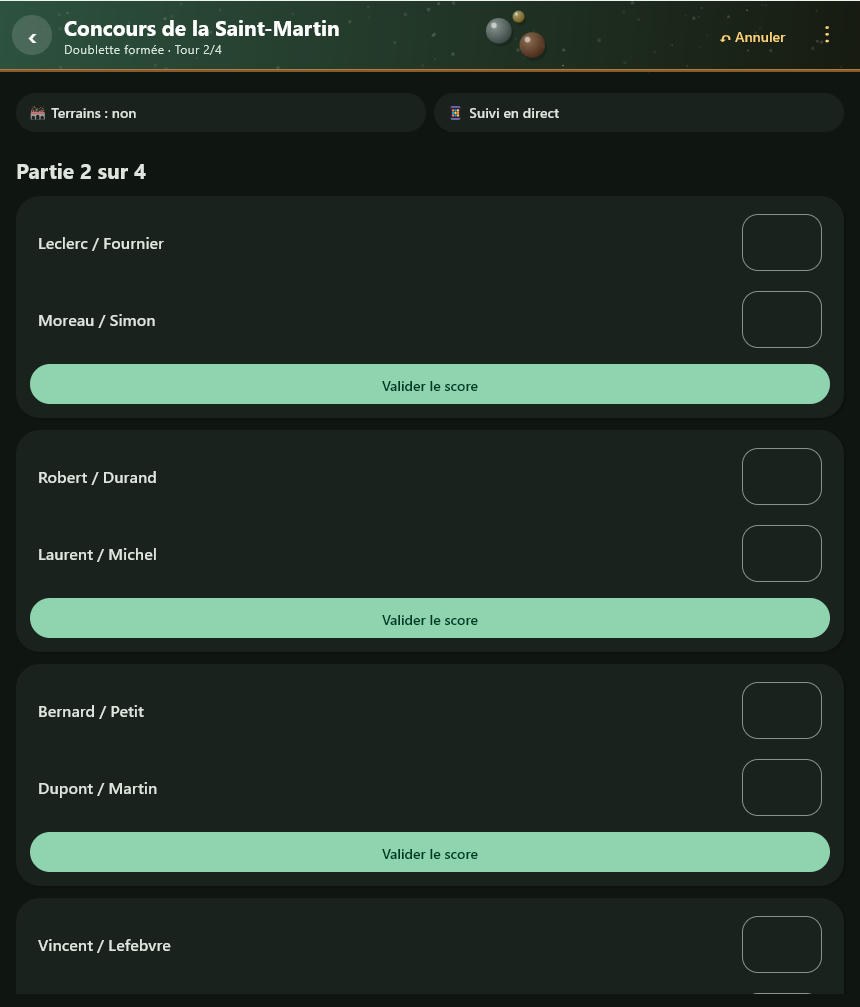 Concours de la Saint-Martin
Doublette formée · Tour 2/4
Annuler
Terrains : non
Suivi en direct
Partie 2 sur 4
Leclerc / Fournier
Moreau / Simon
Valider le score
Robert / Durand
Laurent / Michel
Valider le score
Bernard / Petit
Dupont / Martin
Valider le score
Vincent / Lefebvre